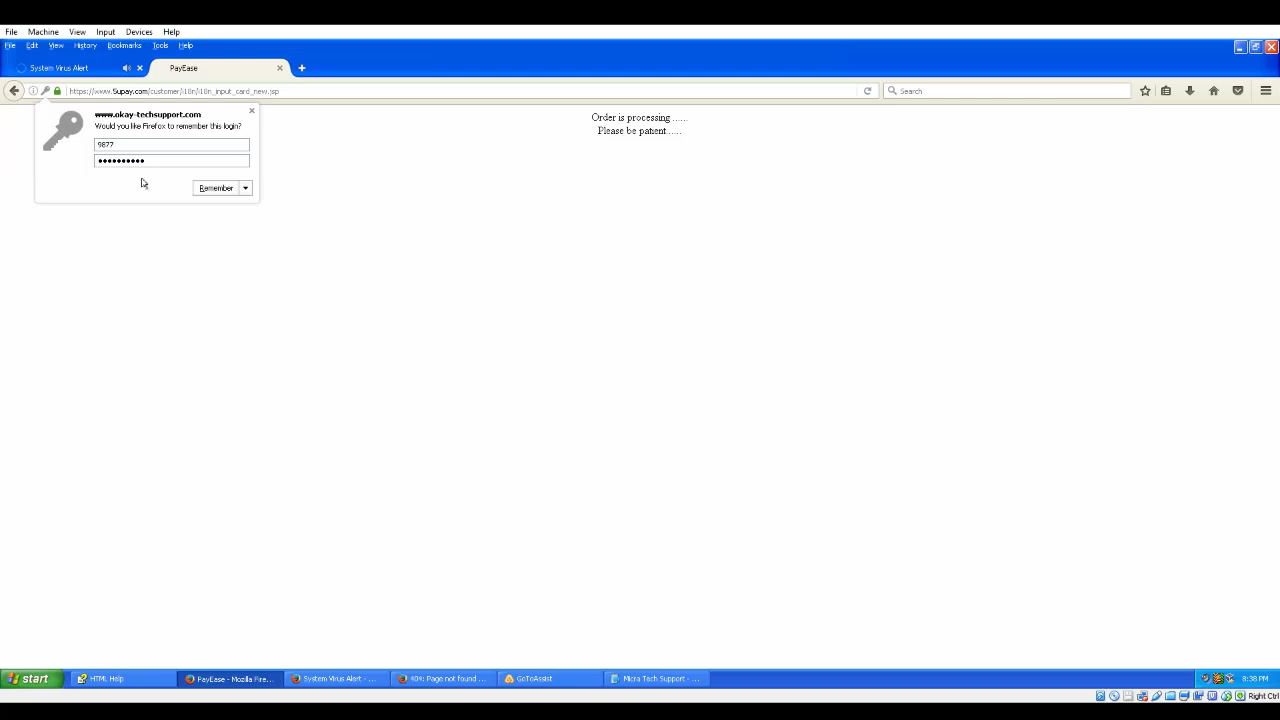 File Machine View Input Devices Help
File Edit View History Bookmarks Tools Help
System Virus Alert PayEase
https://www.5upay.com/customer/i18n/i18n_input_card_new.jsp Search
www.okay-techsupport.com
Would you like Firefox to remember this login?
9877
••••••••••
Remember
Order is processing ......
Please be patient......
start HTML Help PayEase - Mozilla Fire... System Virus Alert - ... 404: Page not found ... GoToAssist Micra Tech Support - ... 8:38 PM
Right Ctrl